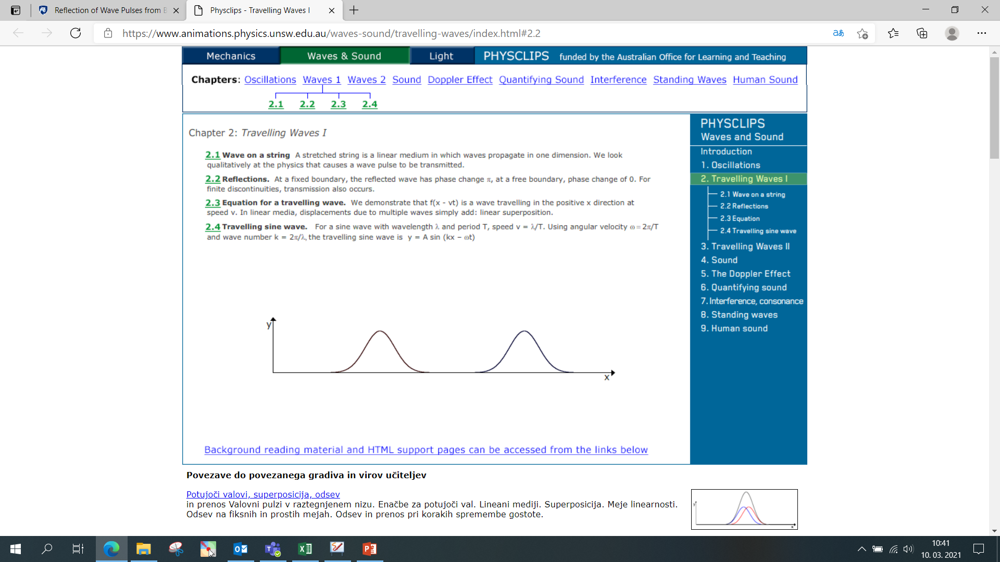 Reflection of Wave Pulses from B
Physclips - Travelling Waves I
https://www.animations.physics.unsw.edu.au/waves-sound/travelling-waves/index.html#2.2
Mechanics
Waves & Sound
Light
PHYSCLIPS funded by the Australian Office for Learning and Teaching
Chapters: Oscillations Waves 1 Waves 2 Sound Doppler Effect Quantifying Sound Interference Standing Waves Human Sound
2.1 2.2 2.3 2.4
Chapter 2: Travelling Waves I
2.1 Wave on a string A stretched string is a linear medium in which waves propagate in one dimension. We look
qualitatively at the physics that causes a wave pulse to be transmitted.
2.2 Reflections. At a fixed boundary, the reflected wave has phase change π, at a free boundary, phase change of 0. For
finite discontinuities, transmission also occurs.
2.3 Equation for a travelling wave. We demonstrate that f(x - vt) is a wave travelling in the positive x direction at
speed v. In linear media, displacements due to multiple waves simply add: linear superposition.
2.4 Travelling sine wave. For a sine wave with wavelength λ and period T, speed v = λ/T. Using angular velocity ω = 2π/T
and wave number k = 2π/λ, the travelling sine wave is y = A sin (kx – ωt)
y
x
Background reading material and HTML support pages can be accessed from the links below
PHYSCLIPS
Waves and Sound
Introduction
1. Oscillations
2. Travelling Waves I
2.1 Wave on a string
2.2 Reflections
2.3 Equation
2.4 Travelling sine wave
3. Travelling Waves II
4. Sound
5. The Doppler Effect
6. Quantifying sound
7. Interference, consonance
8. Standing waves
9. Human sound
Povezave do povezanega gradiva in virov učiteljev
Potujoči valovi, superposicija, odsev
in prenos Valovni pulzi v raztegnjenem nizu. Enačbe za potujoči val. Lineani mediji. Superposicija. Meje linearnosti.
Odsev na fiksnih in prostih mejah. Odsev in prenos pri korakih spremembe gostote.
y
x
10:41
10. 03. 2021